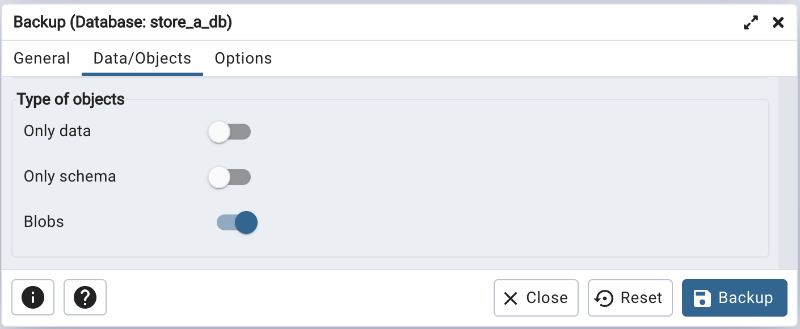 Backup (Database: store_a_db)
General Data/Objects Options
Type of objects
Only data
Only schema
Blobs
Close Reset Backup